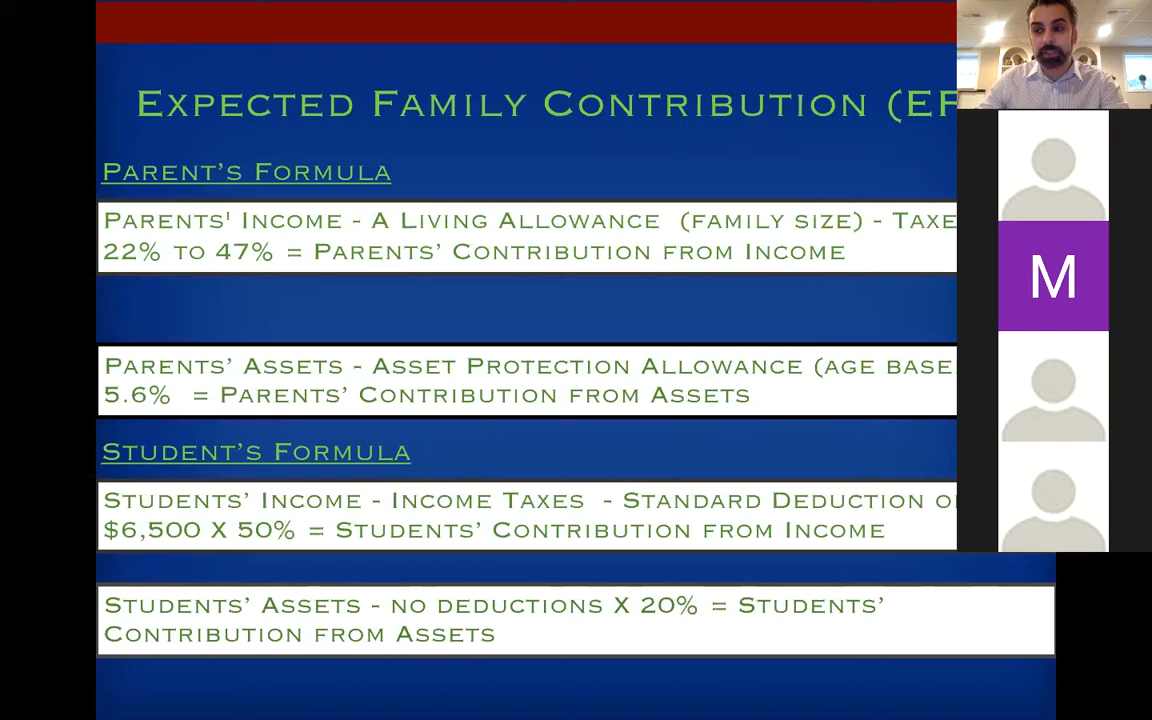 Expected Family Contribution (EF
Parent's Formula
Parents' Income - A Living Allowance (family size) - Taxe
22% to 47% = Parents' Contribution from Income
Parents' Assets - Asset Protection Allowance (age base
5.6% = Parents' Contribution from Assets
Student's Formula
Students' Income - Income Taxes - Standard Deduction of
$6,500 X 50% = Students' Contribution from Income
Students' Assets - no deductions X 20% = Students'
Contribution from Assets
M